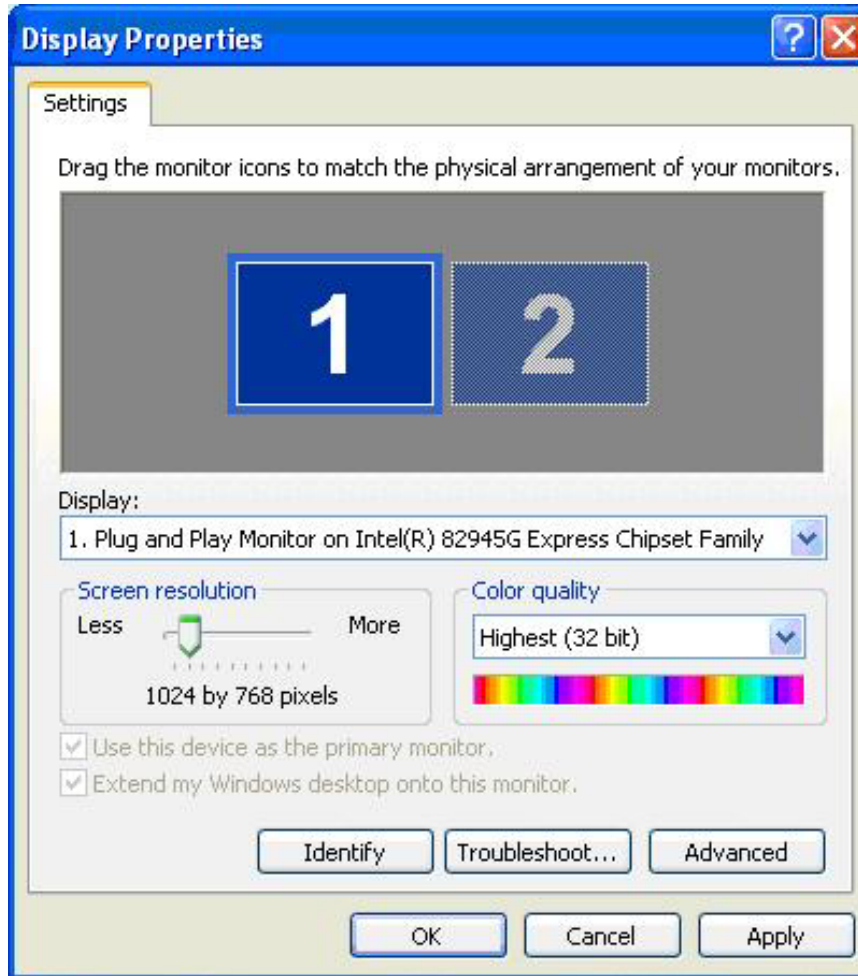 Display Properties
Settings
Drag the monitor icons to match the physical arrangement of your monitors.
1 2
Display:
1. Plug and Play Monitor on Intel(R) 82945G Express Chipset Family
Screen resolution
Less More
1024 by 768 pixels
Color quality
Highest (32 bit)
Use this device as the primary monitor.
Extend my Windows desktop onto this monitor.
Identify Troubleshoot... Advanced
OK Cancel Apply